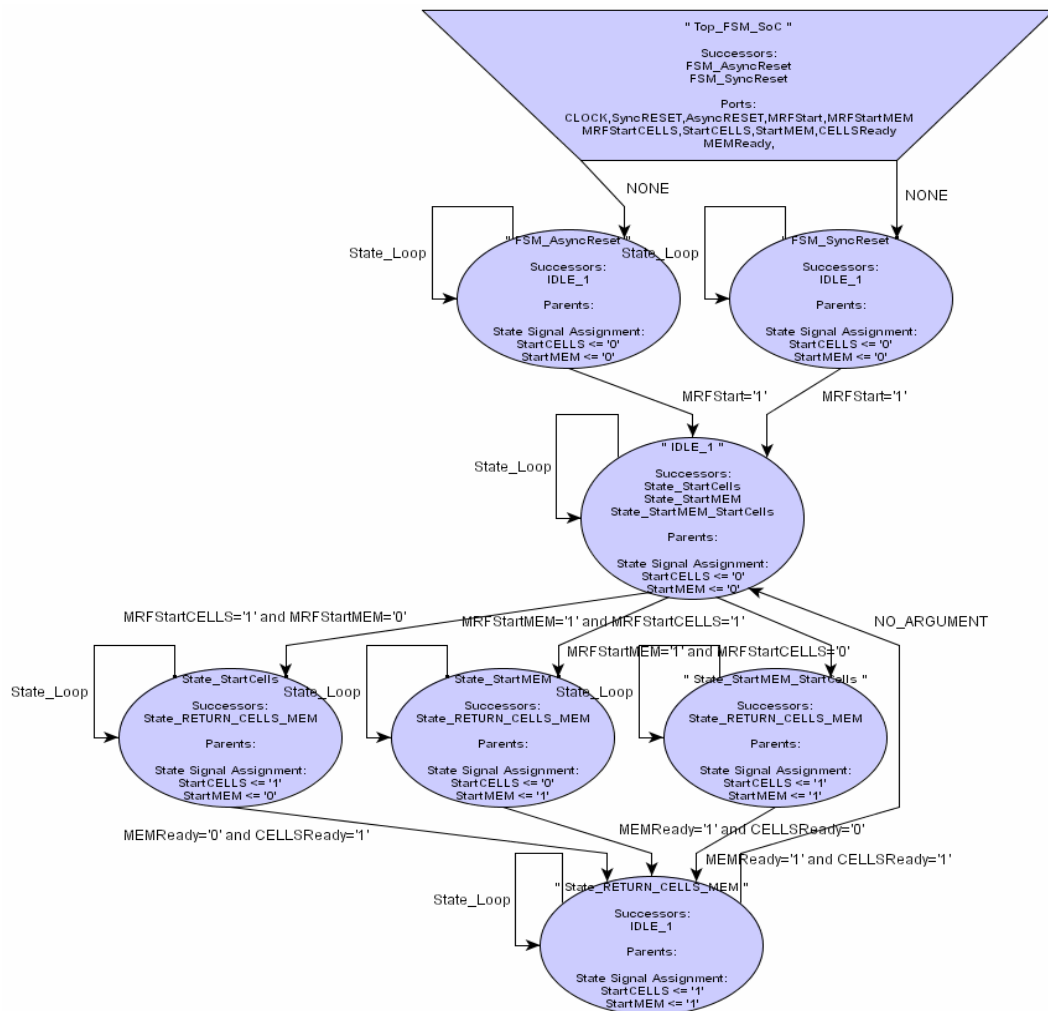 " Top_FSM_SoC "
Successors:
FSM_AsyncReset
FSM_SyncReset
Ports:
CLOCK,SyncRESET,AsyncRESET,MRFStart,MRFStartMEM
MRFStartCELLS,StartCELLS,StartMEM,CELLSReady
MEMReady,
NONE
NONE
State_Loop
" FSM_AsyncReset "
Successors:
IDLE_1
Parents:
State Signal Assignment:
StartCELLS <= '0'
StartMEM <= '0'
State_Loop
" FSM_SyncReset "
Successors:
IDLE_1
Parents:
State Signal Assignment:
StartCELLS <= '0'
StartMEM <= '0'
MRFStart='1'
MRFStart='1'
State_Loop
" IDLE_1 "
Successors:
State_StartCells
State_StartMEM
State_StartMEM_StartCells
Parents:
State Signal Assignment:
StartCELLS <= '0'
StartMEM <= '0'
MRFStartCELLS='1' and MRFStartMEM='0'
MRFStartMEM='1' and MRFStartCELLS='1'
MRFStartMEM='1' and MRFStartCELLS='0'
NO_ARGUMENT
State_Loop
" State_StartCells "
Successors:
State_RETURN_CELLS_MEM
Parents:
State Signal Assignment:
StartCELLS <= '1'
StartMEM <= '0'
State_Loop
" State_StartMEM "
Successors:
State_RETURN_CELLS_MEM
Parents:
State Signal Assignment:
StartCELLS <= '0'
StartMEM <= '1'
State_Loop
" State_StartMEM_StartCells "
Successors:
State_RETURN_CELLS_MEM
Parents:
State Signal Assignment:
StartCELLS <= '1'
StartMEM <= '1'
MEMReady='0' and CELLSReady='1'
MEMReady='1' and CELLSReady='0'
MEMReady='1' and CELLSReady='1'
State_Loop
" State_RETURN_CELLS_MEM "
Successors:
IDLE_1
Parents:
State Signal Assignment:
StartCELLS <= '1'
StartMEM <= '1'